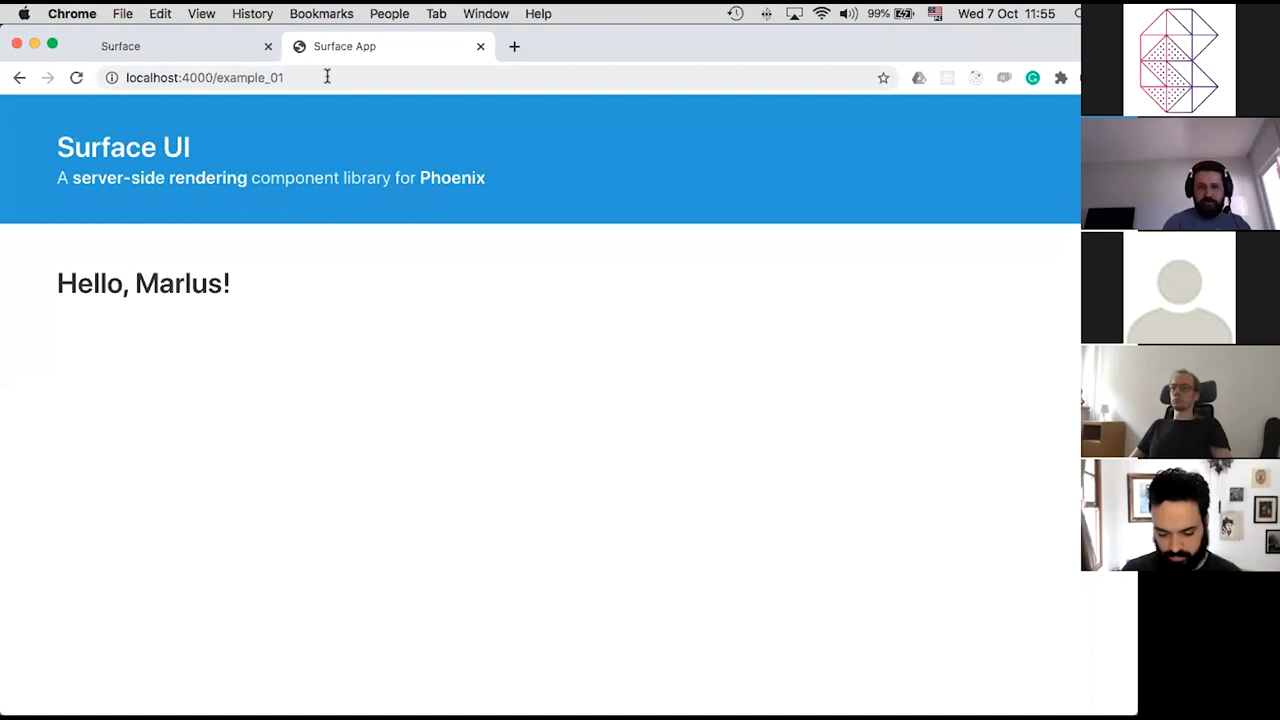 Chrome File Edit View History Bookmarks People Tab Window Help 99% Wed 7 Oct 11:55
Surface Surface App
localhost:4000/example_01
Surface UI
A server-side rendering component library for Phoenix
Hello, Marlus!